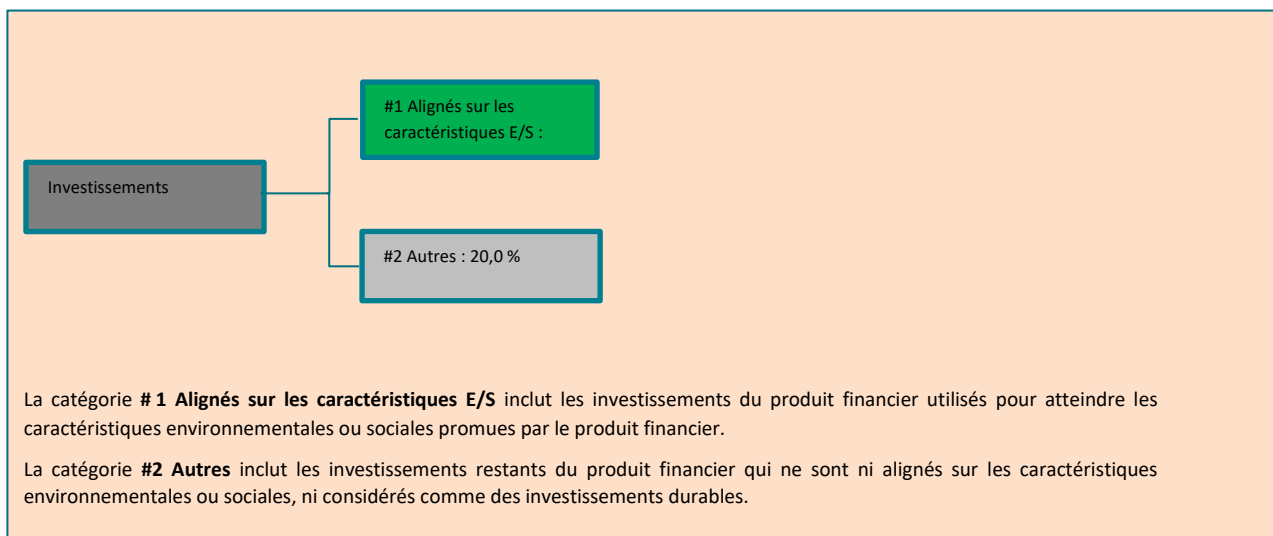 #1 Alignés sur les
caractéristiques E/S :
Investissements
#2 Autres : 20,0 %
La catégorie # 1 Alignés sur les caractéristiques E/S inclut les investissements du produit financier utilisés pour atteindre les
caractéristiques environnementales ou sociales promues par le produit financier.
La catégorie #2 Autres inclut les investissements restants du produit financier qui ne sont ni alignés sur les caractéristiques
environnementales ou sociales, ni considérés comme des investissements durables.